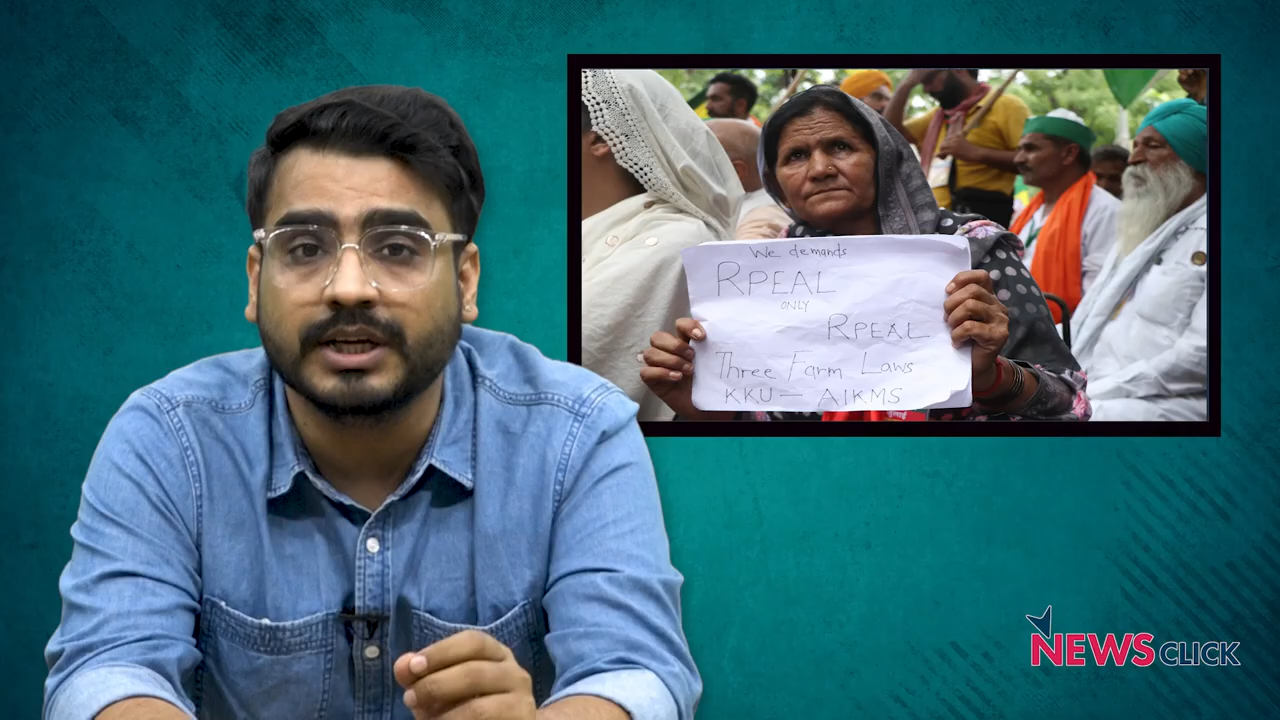 We demands
RPEAL
ONLY
RPEAL
Three Farm Laws
KKU — AIKMS
NEWSCLICK